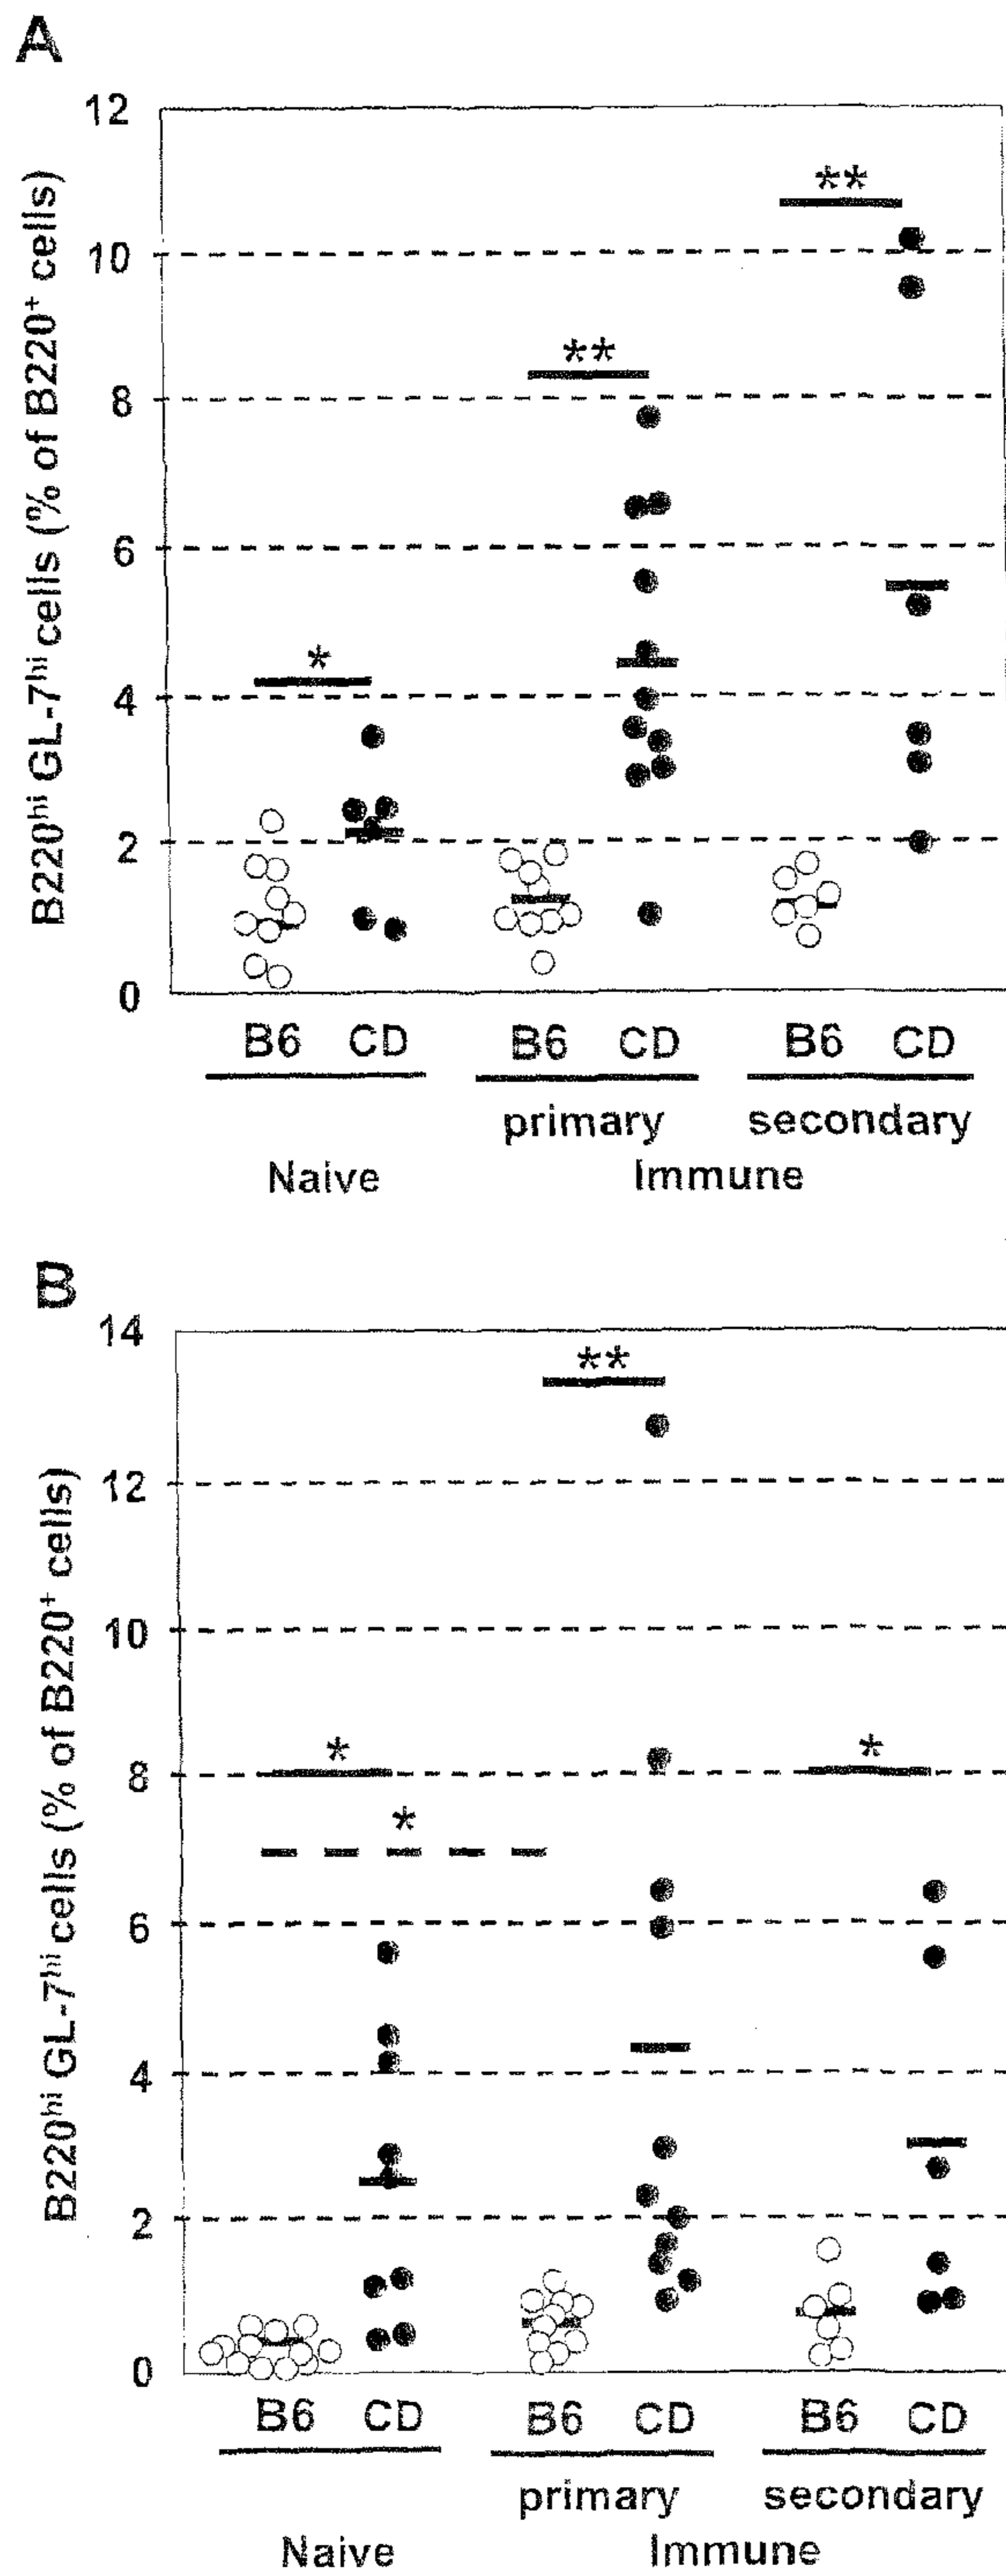 A
B220hi GL-7hi cells (% of B220+ cells)
12
10
8
6
4
2
0
**
**
*
B6 CD B6 CD B6 CD
primary secondary
Naive Immune
B
B220hi GL-7hi cells (% of B220+ cells)
14
12
10
8
6
4
2
0
**
*
*
*
B6 CD B6 CD B6 CD
primary secondary
Naive Immune